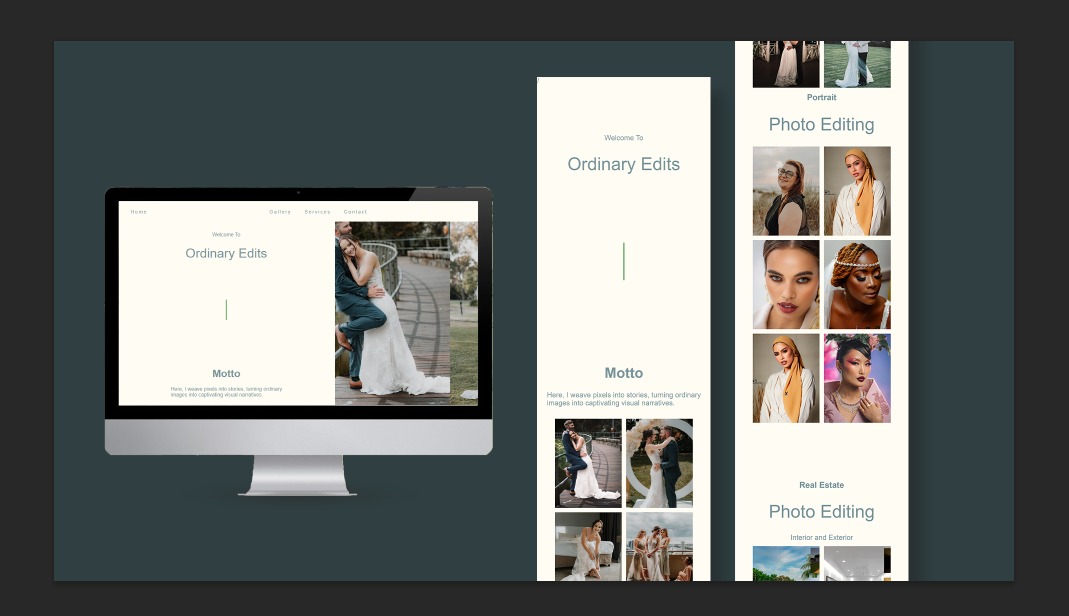 Home
Gallery
Services
Contact
Welcome To
Ordinary Edits
Motto
Here, I weave pixels into stories, turning ordinary
images into captivating visual narratives.
Welcome To
Ordinary Edits
Motto
Here, I weave pixels into stories, turning ordinary
images into captivating visual narratives.
Portrait
Photo Editing
Real Estate
Photo Editing
Interior and Exterior